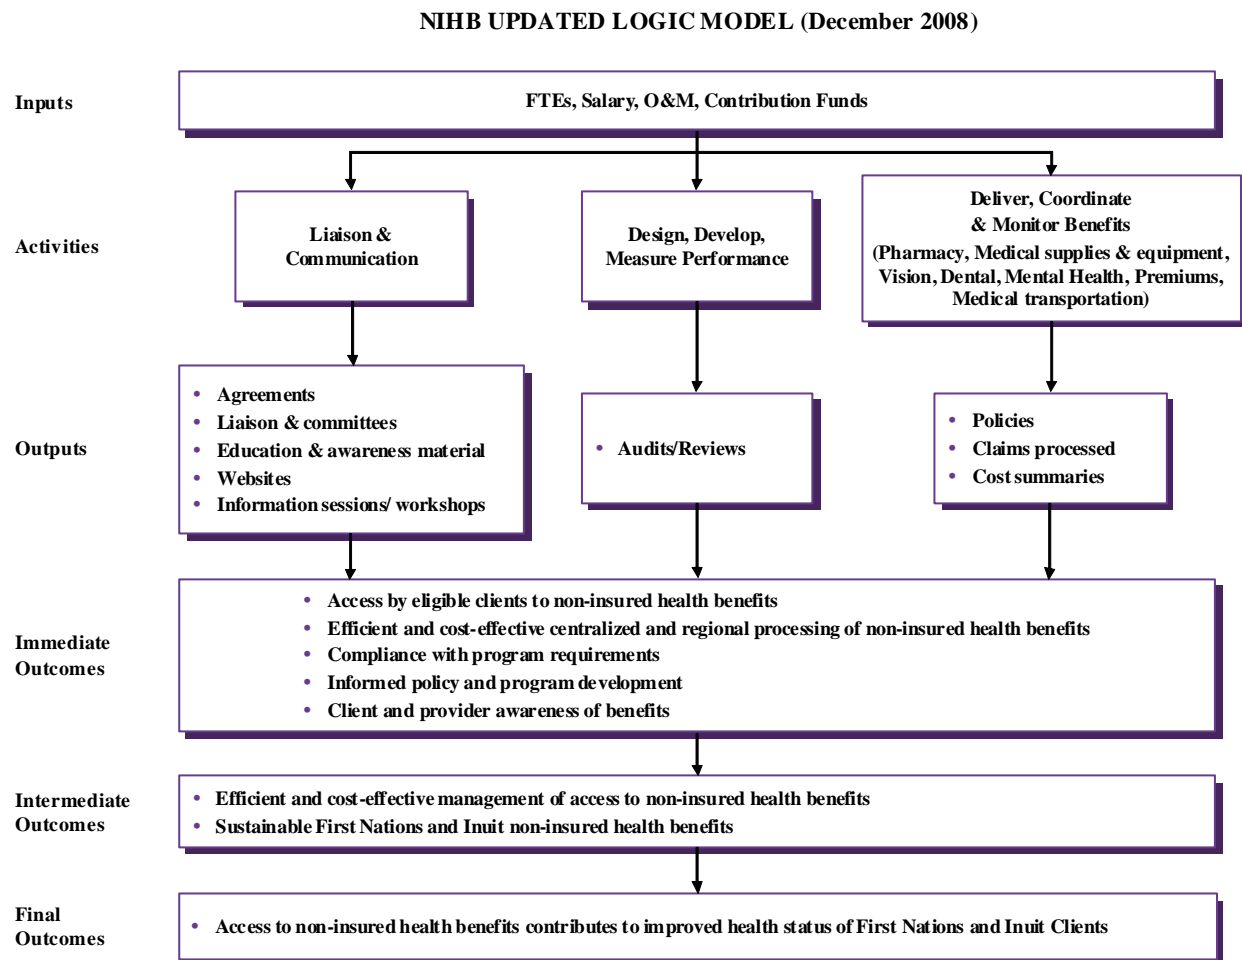 NIHB UPDATED LOGIC MODEL (December 2008)
Inputs
FTEs, Salary, O&M, Contribution Funds
Activities
Liaison &
Communication
Design, Develop,
Measure Performance
Deliver, Coordinate
& Monitor Benefits
(Pharmacy, Medical supplies & equipment,
Vision, Dental, Mental Health, Premiums,
Medical transportation)
Outputs
• Agreements
• Liaison & committees
• Education & awareness material
• Websites
• Information sessions/ workshops
• Audits/Reviews
• Policies
• Claims processed
• Cost summaries
Immediate
Outcomes
• Access by eligible clients to non-insured health benefits
• Efficient and cost-effective centralized and regional processing of non-insured health benefits
• Compliance with program requirements
• Informed policy and program development
• Client and provider awareness of benefits
Intermediate
Outcomes
• Efficient and cost-effective management of access to non-insured health benefits
• Sustainable First Nations and Inuit non-insured health benefits
Final
Outcomes
• Access to non-insured health benefits contributes to improved health status of First Nations and Inuit Clients